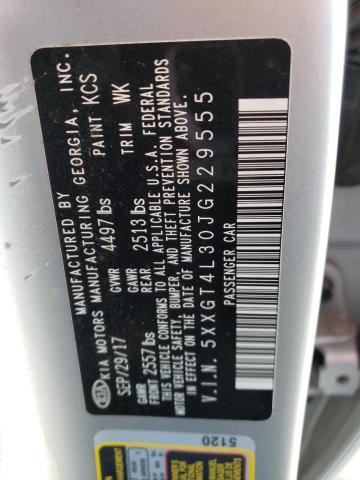 MANUFACTURED BY
KIA MOTORS MANUFACTURING GEORGIA, INC.
KIA
SEP/29/17 GVWR 4497 lbs PAINT KCS
GAWR FRONT 2557 lbs GAWR REAR 2513 lbs TRIM WK
THIS VEHICLE CONFORMS TO ALL APPLICABLE U.S.A. FEDERAL
MOTOR VEHICLE SAFETY, BUMPER, AND THEFT PREVENTION STANDARDS
IN EFFECT ON THE DATE OF MANUFACTURE SHOWN ABOVE.
V.I.N. 5XXGT4L30JG229555
PASSENGER CAR
5120